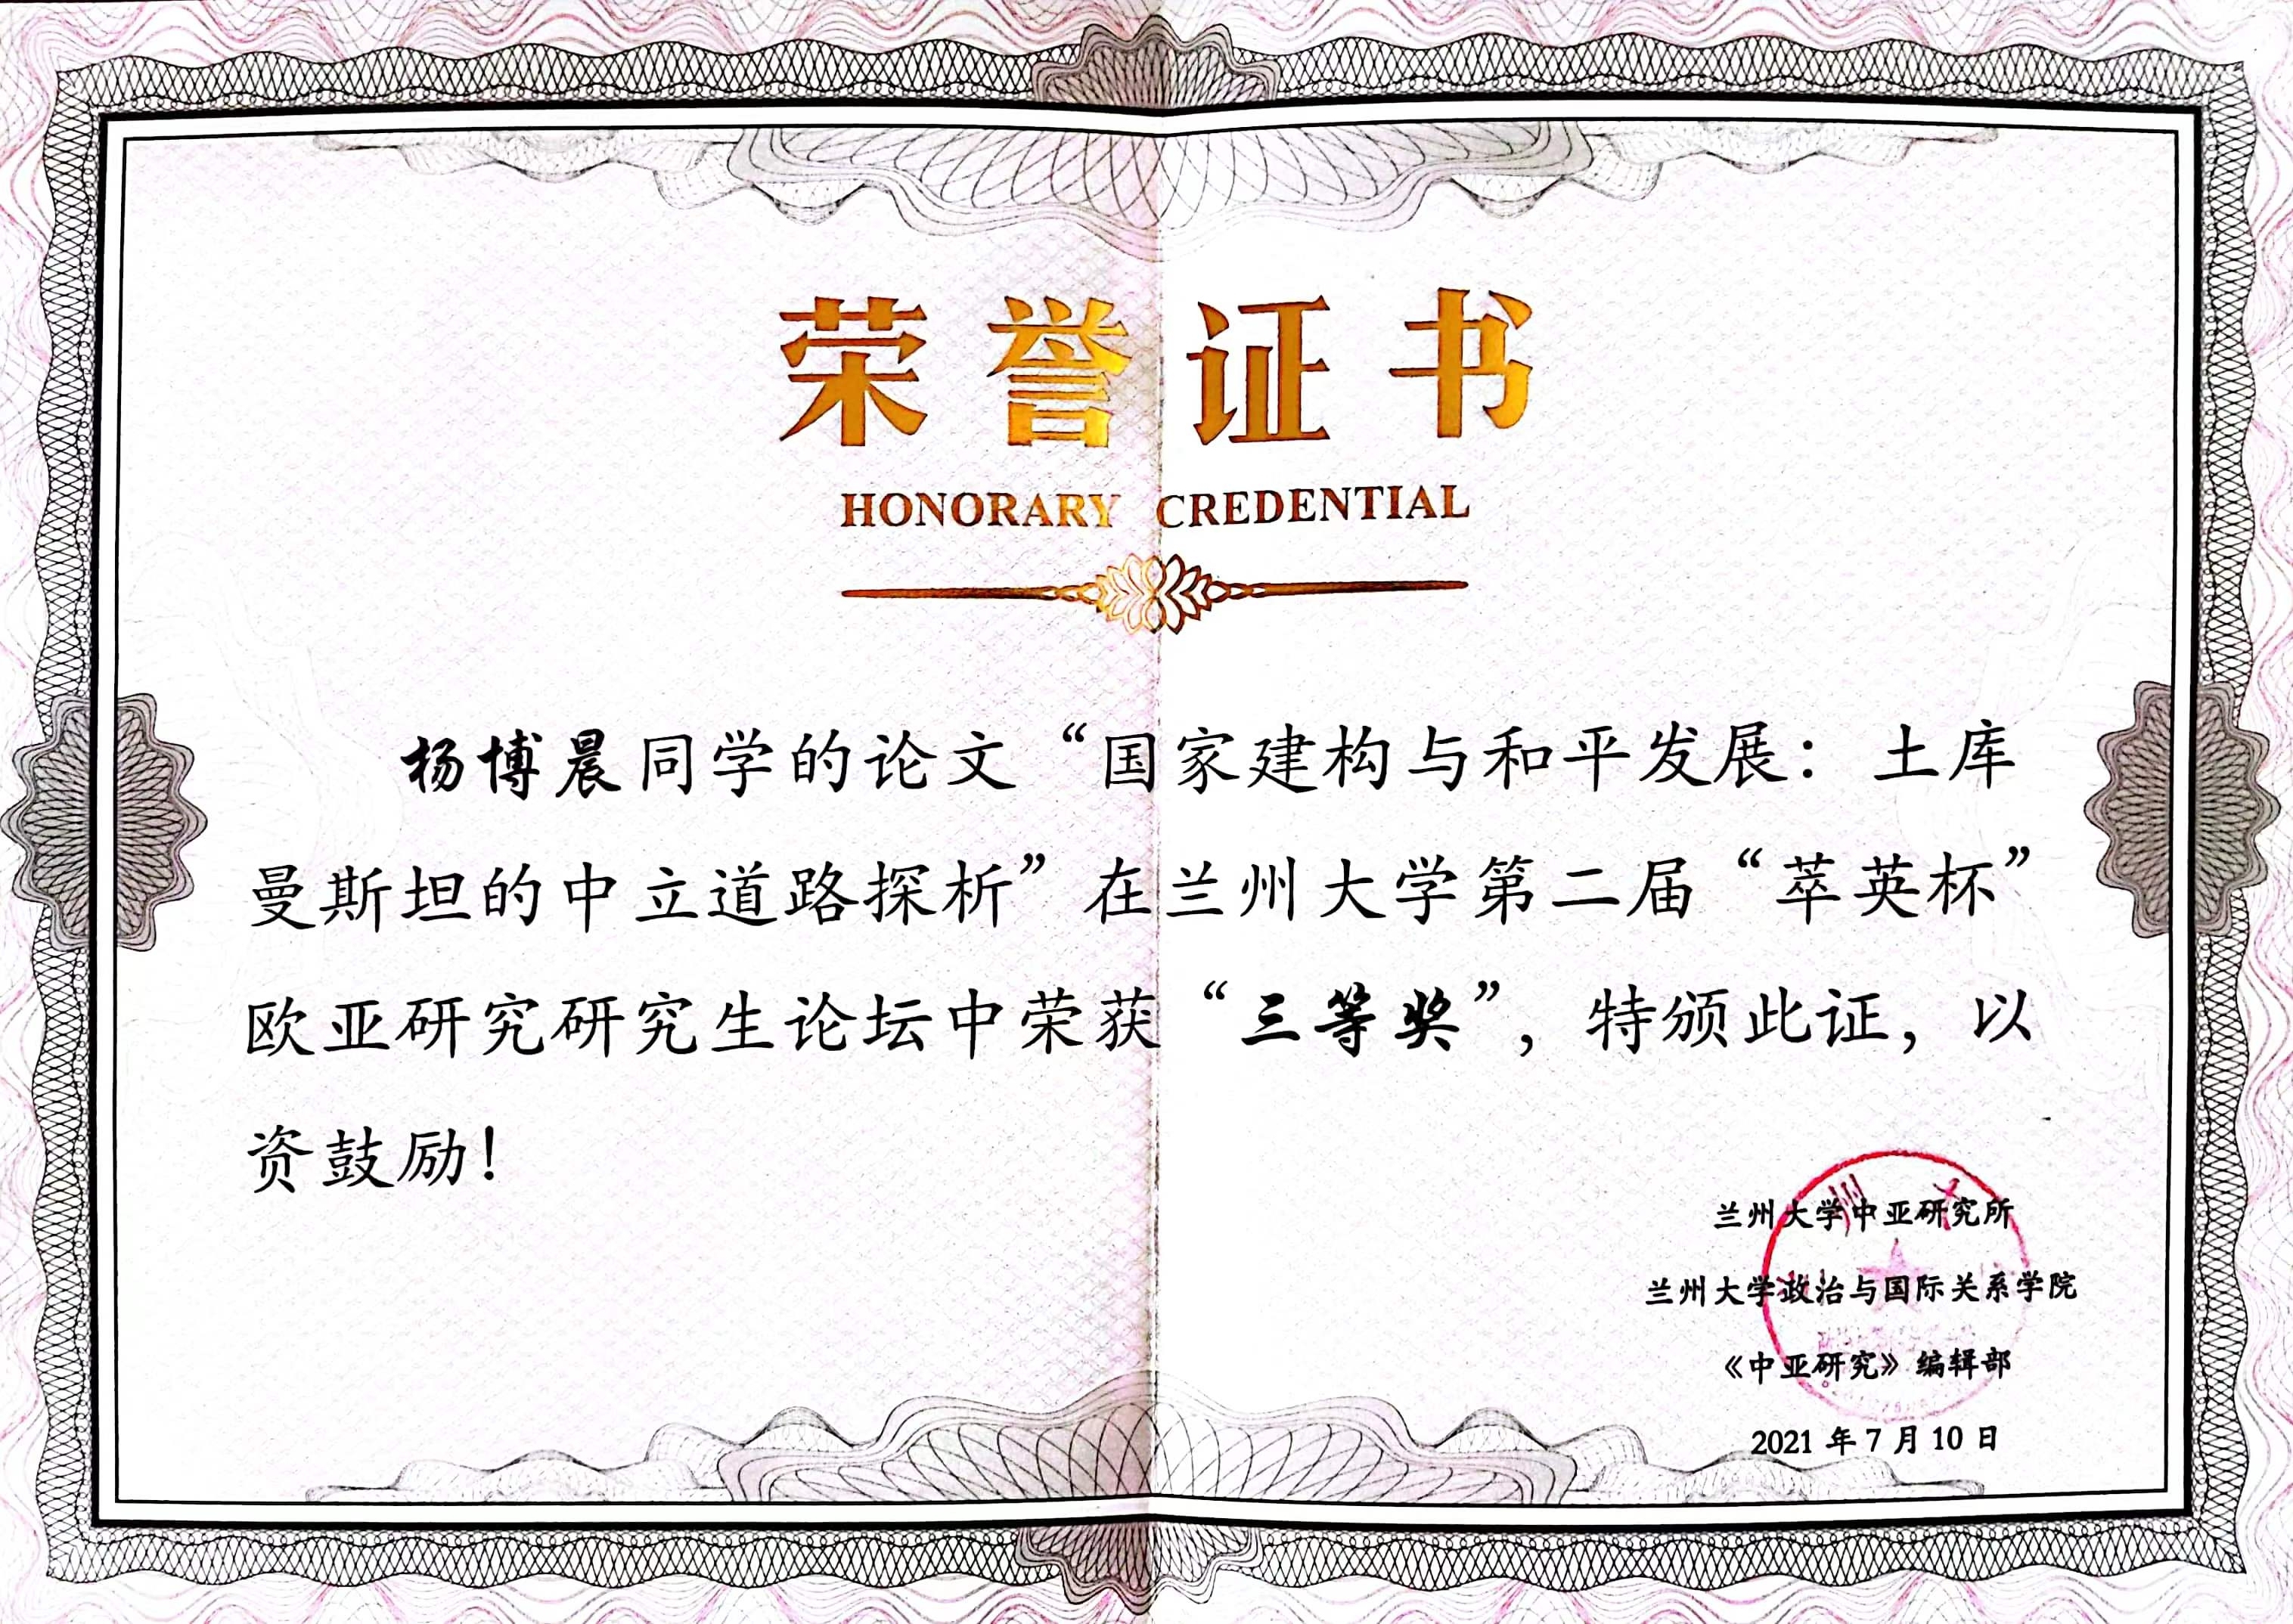 荣誉证书
HONORARY CREDENTIAL
杨博晨同学的论文“国家建构与和平发展：土库
曼斯坦的中立道路探析”在兰州大学第二届“萃英杯”
欧亚研究研究生论坛中荣获“三等奖”，特颁此证，以
资鼓励！
兰州大学中亚研究所
兰州大学政治与国际关系学院
《中亚研究》编辑部
2021年7月10日